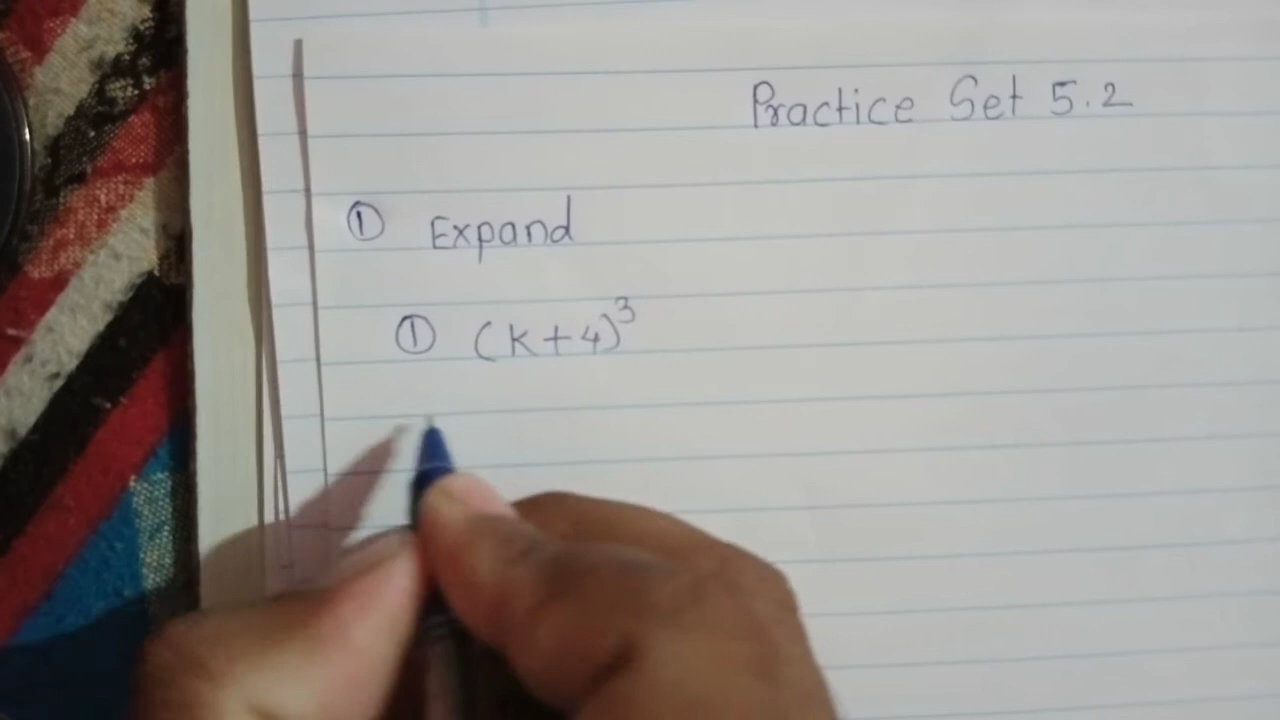 Practice Set 5.2
① Expand
① (k+4)³